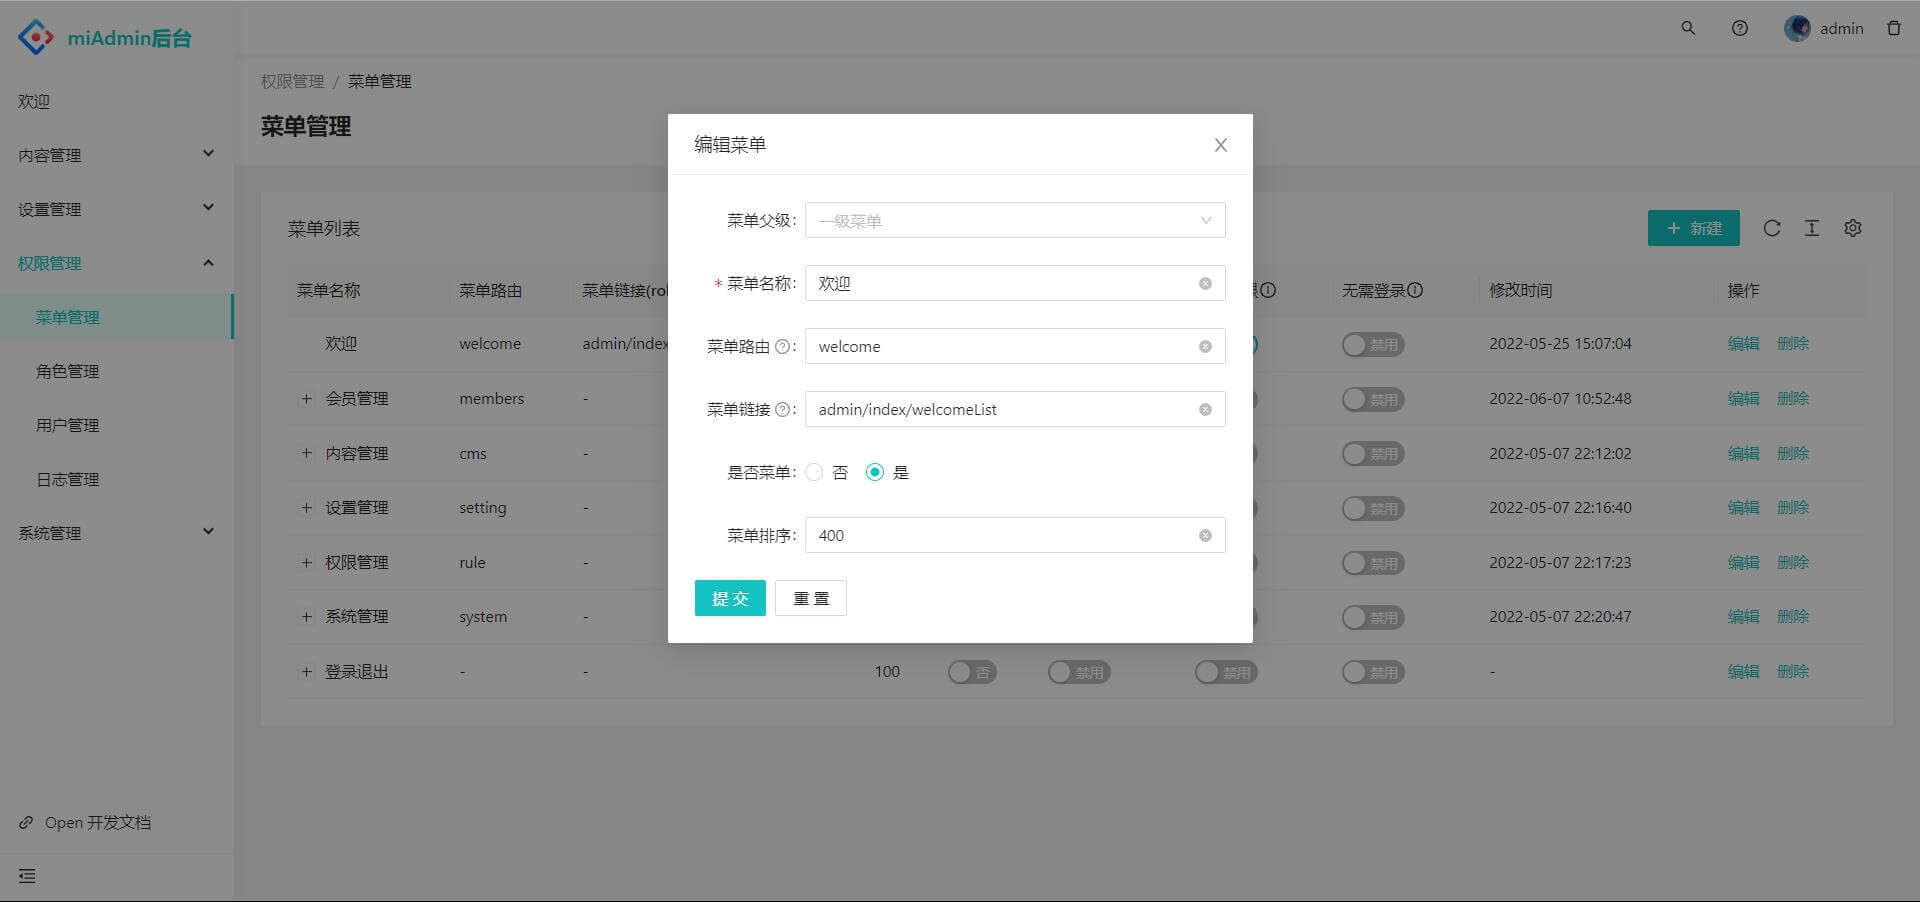 miAdmin后台
admin
欢迎
内容管理
设置管理
权限管理
菜单管理
角色管理
用户管理
日志管理
系统管理
Open 开发文档
权限管理 / 菜单管理
菜单管理
菜单列表
+ 新建
菜单名称 菜单路由 菜单链接(rol 无需登录 修改时间 操作
欢迎 welcome admin/index 禁用 2022-05-25 15:07:04 编辑 删除
+ 会员管理 members - 禁用 2022-06-07 10:52:48 编辑 删除
+ 内容管理 cms - 禁用 2022-05-07 22:12:02 编辑 删除
+ 设置管理 setting - 禁用 2022-05-07 22:16:40 编辑 删除
+ 权限管理 rule - 禁用 2022-05-07 22:17:23 编辑 删除
+ 系统管理 system - 禁用 2022-05-07 22:20:47 编辑 删除
+ 登录退出 - - 100 否 禁用 禁用 禁用 - 编辑 删除
编辑菜单
菜单父级: 一级菜单
* 菜单名称: 欢迎
菜单路由 : welcome
菜单链接 : admin/index/welcomeList
是否菜单: 否 是
菜单排序: 400
提交 重置